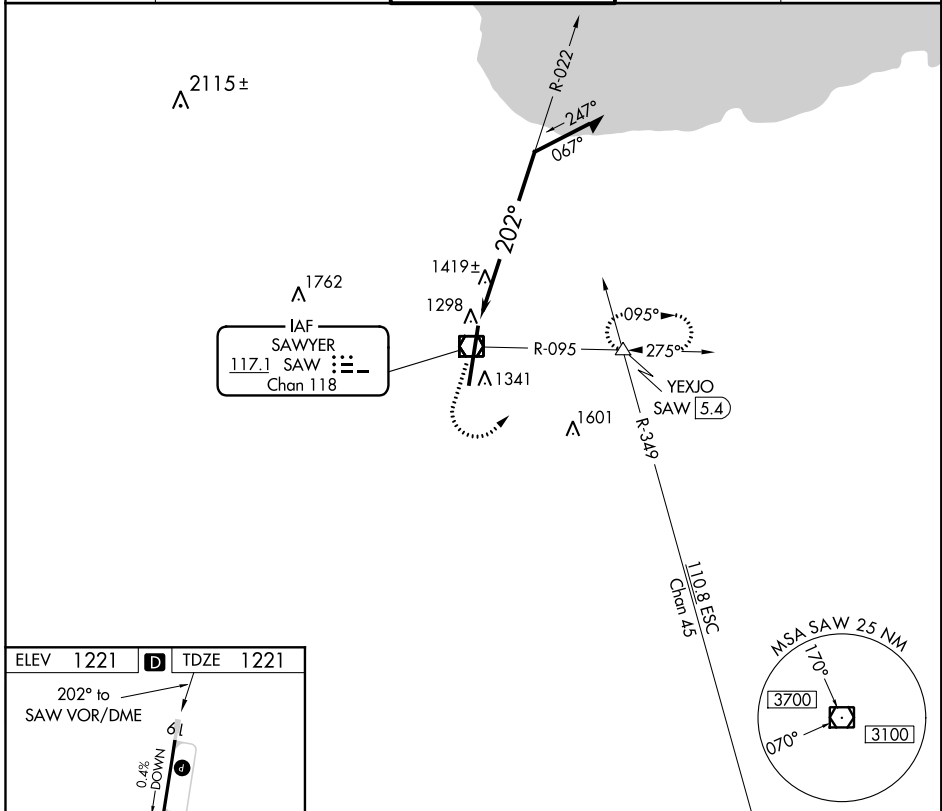 2115±
R-022
247°
067°
202°
1419±
1762
1298
IAF
SAWYER
117.1 SAW
Chan 118
R-095
095°
275°
YEXJO
SAW 5.4
1341
1601
R-349
110.8 ESC
Chan 45
MSA SAW 25 NM
170°
3700
070°
3100
ELEV 1221 D TDZE 1221
202° to
SAW VOR/DME
19
0.4%
DOWN
P